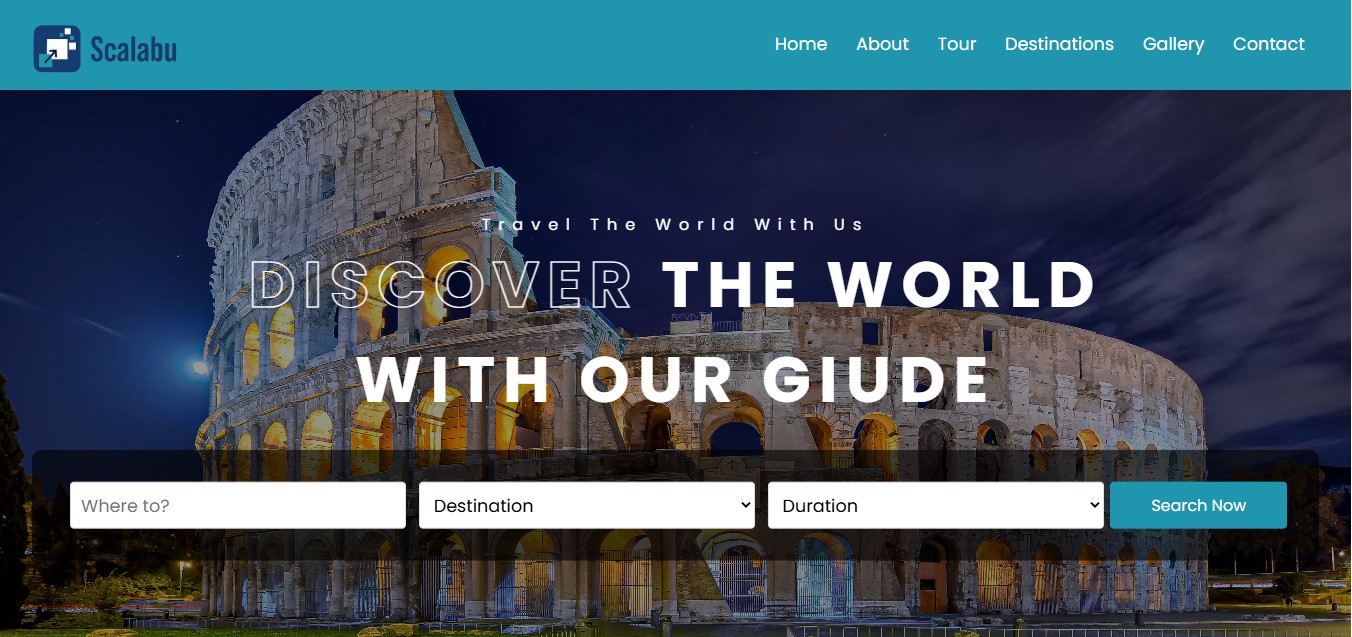 Scalabu
Home About Tour Destinations Gallery Contact
Travel The World With Us
DISCOVER THE WORLD
WITH OUR GIUDE
Where to? Destination Duration Search Now